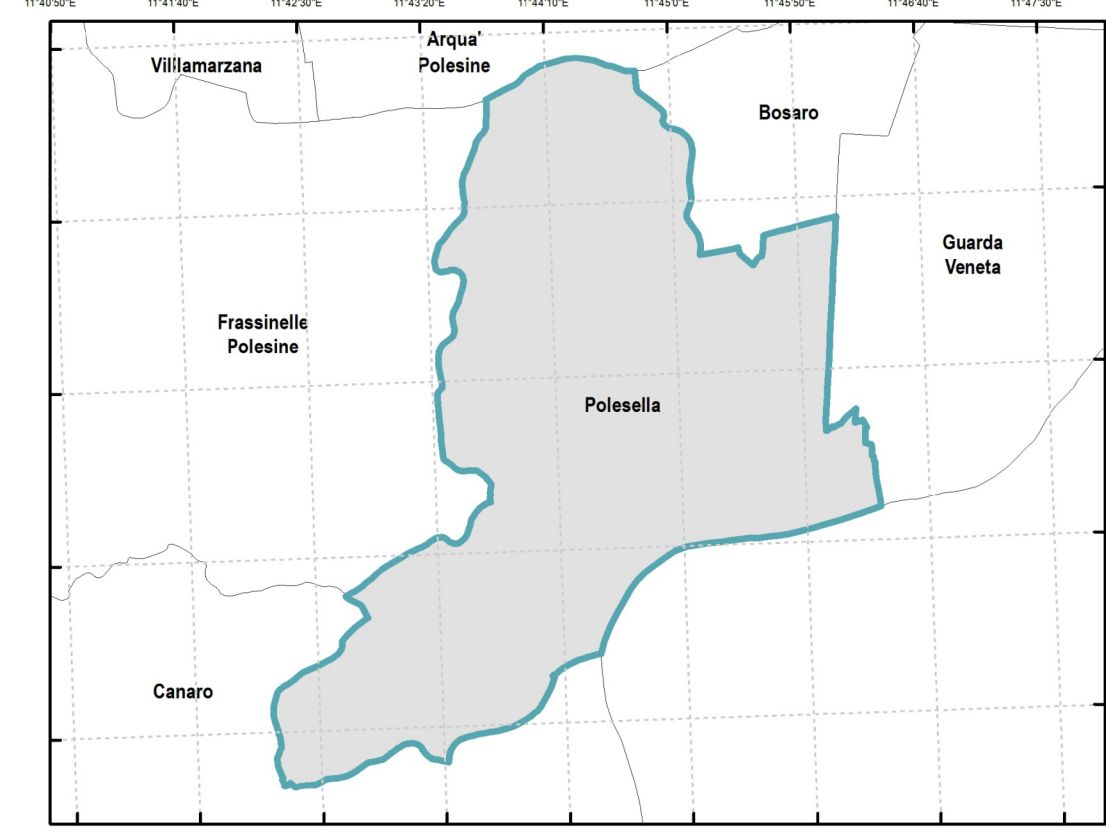 11°40'50"E 11°41'40"E 11°42'30"E 11°43'20"E 11°44'10"E 11°45'0"E 11°45'50"E 11°46'40"E 11°47'30"E
Arqua'
Polesine
Villamarzana
Bosaro
Guarda
Veneta
Frassinelle
Polesine
Polesella
Canaro